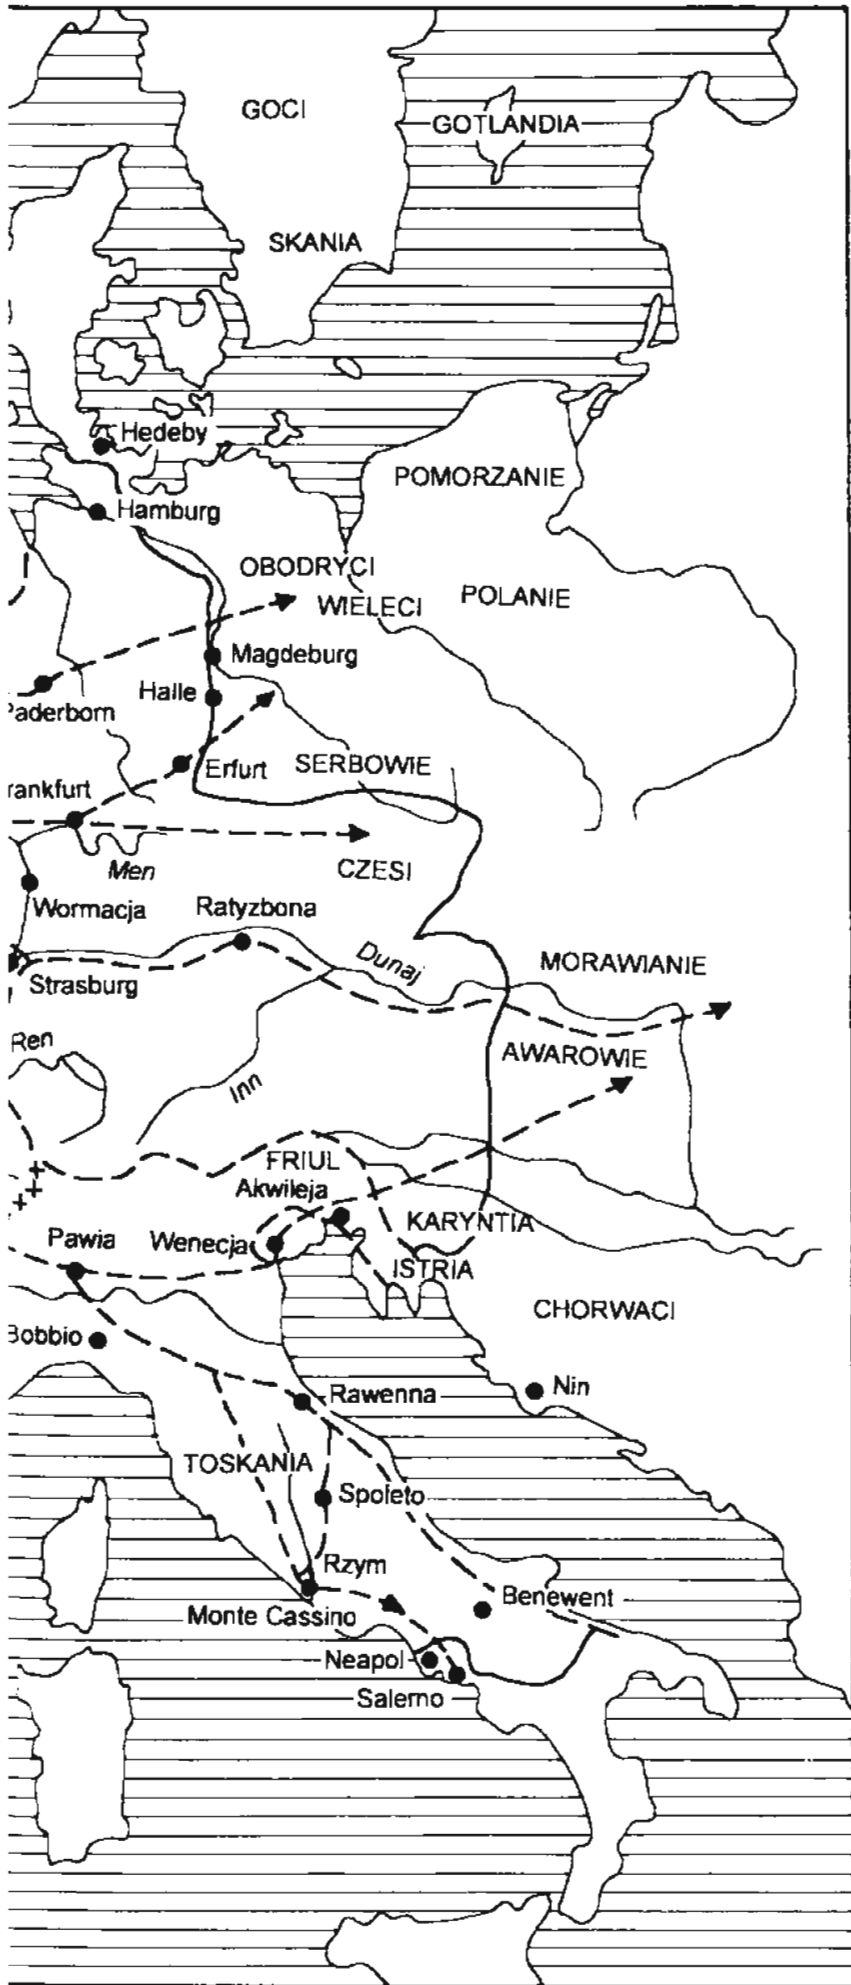 GOCI
GOTLANDIA
SKANIA
Hedeby
POMORZANIE
Hamburg
OBODRYCI
WIELECI
POLANIE
Magdeburg
Halle
Paderborn
Erfurt
SERBOWIE
rankfurt
CZESI
Men
Wormacja
Ratyzbona
Dunaj
MORAWIANIE
Strasburg
Ren
AWAROWIE
Inn
FRIUL
Akwileja
KARYNTIA
Pawia
Wenecja
ISTRIA
CHORWACI
Bobbio
Nin
Rawenna
TOSKANIA
Spoleto
Rzym
Benewent
Monte Cassino
Neapol
Salerno